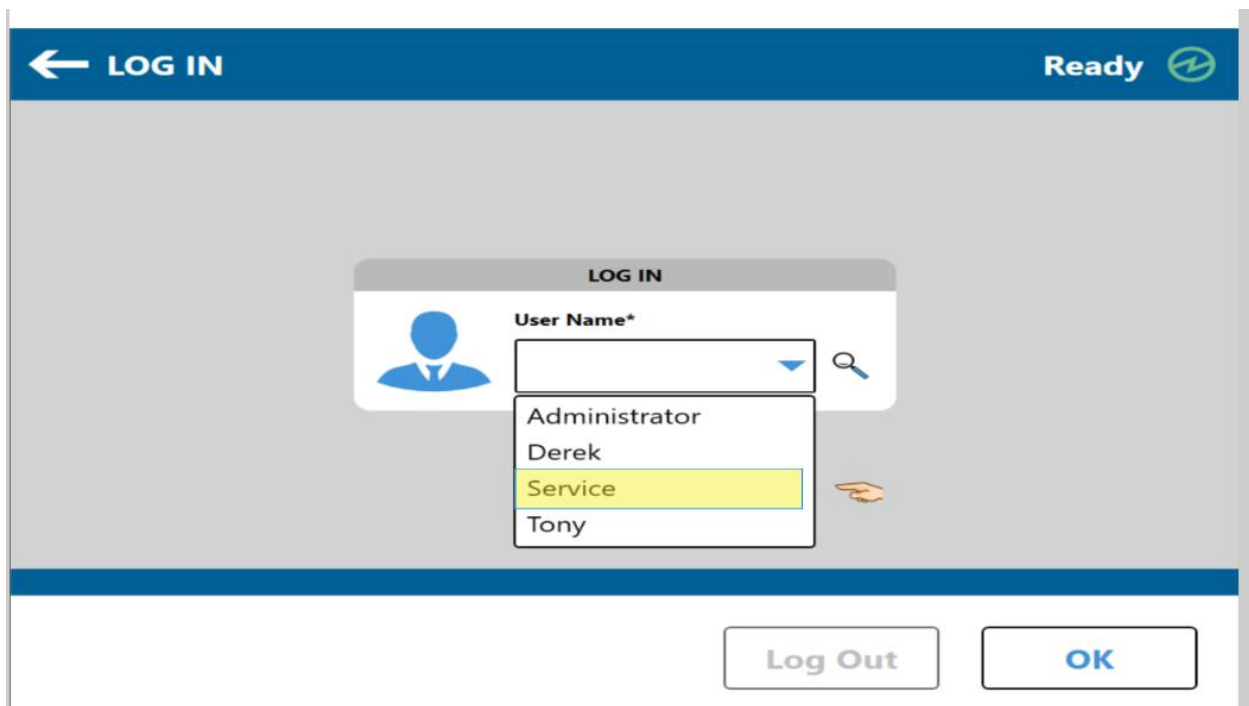 LOG IN
Ready
LOG IN
User Name*
Administrator
Derek
Service
Tony
Log Out
OK